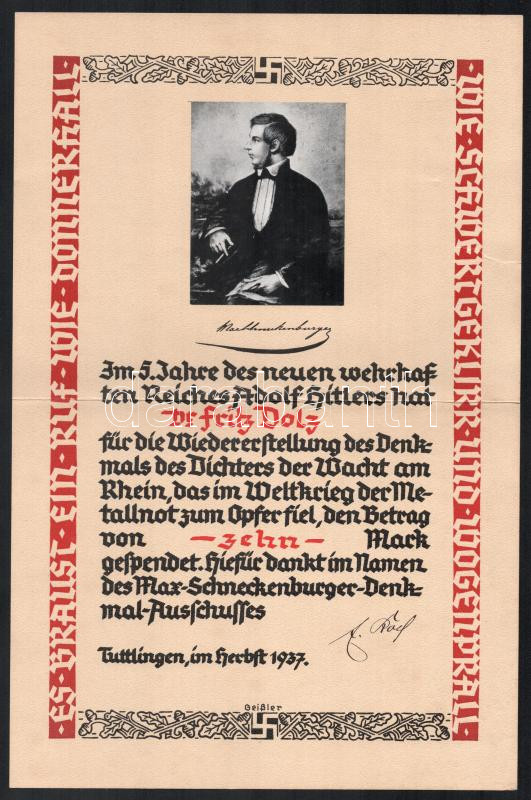 ·ES·BRAUST·EIN·RUF·WIE·DONNERHALL·
·WIE·SCHWERTGEKLIRR·UND·WOGENPRALL·
Im 5. Jahre des neuen wehrhaf
ten Reiches Adolf Hitlers hat
Dr Fritz Dolz
für die Wiedererstellung des Denk-
mals des Dichters der Wacht am
Rhein, das im Weltkrieg der Me-
tallnot zum Opfer fiel, den Betrag
von – zehn – Mark
gespendet. Hiefür dankt im Namen
des Max-Schneckenburger-Denk-
mal-Ausschusses
Tuttlingen, im Herbst 1937.
Geißler
Darabanth